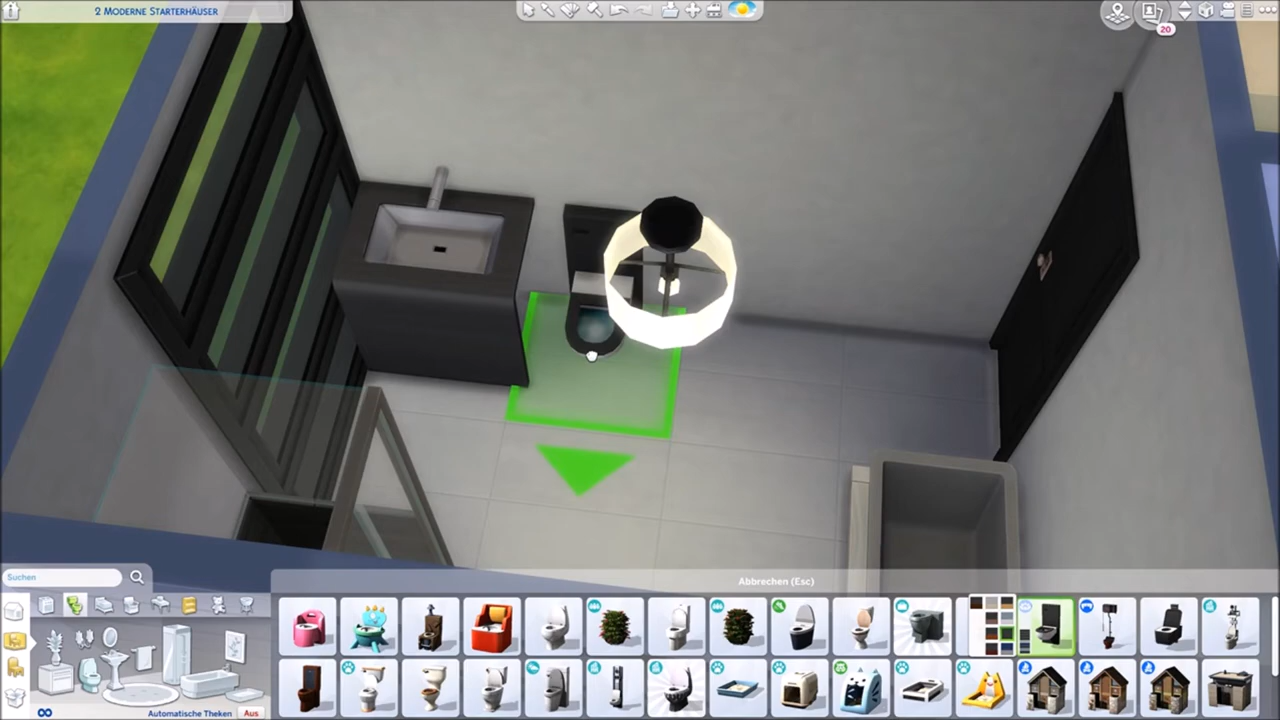 2 Moderne Starterhäuser
20
Abbrechen (Esc)
Suchen
Automatische Theken Aus